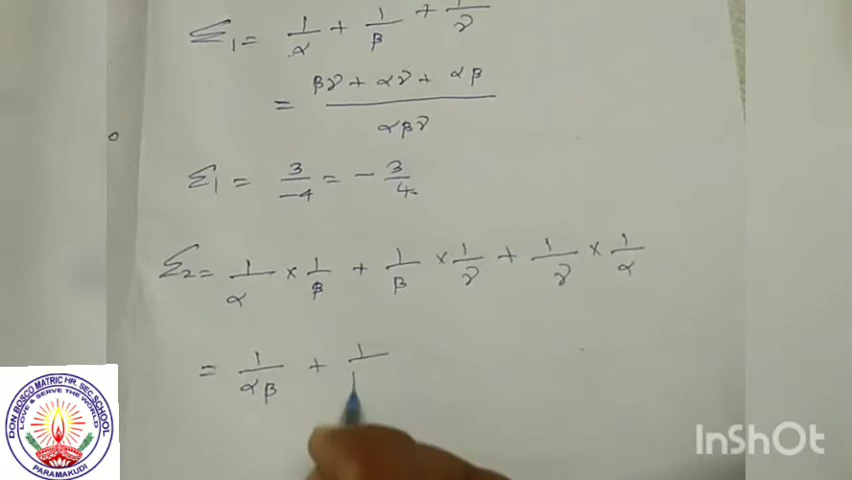 Σ₁ = 1/α + 1/β + 1/γ
= βγ + αγ + αβ / αβγ
Σ₁ = 3/-4 = - 3/4
Σ₂ = 1/α × 1/β + 1/β × 1/γ + 1/γ × 1/α
= 1/αβ + 1/
DON BOSCO MATRIC HR. SEC. SCHOOL
LOVE & SERVE THE WORLD
PARAMAKUDI
InShOt